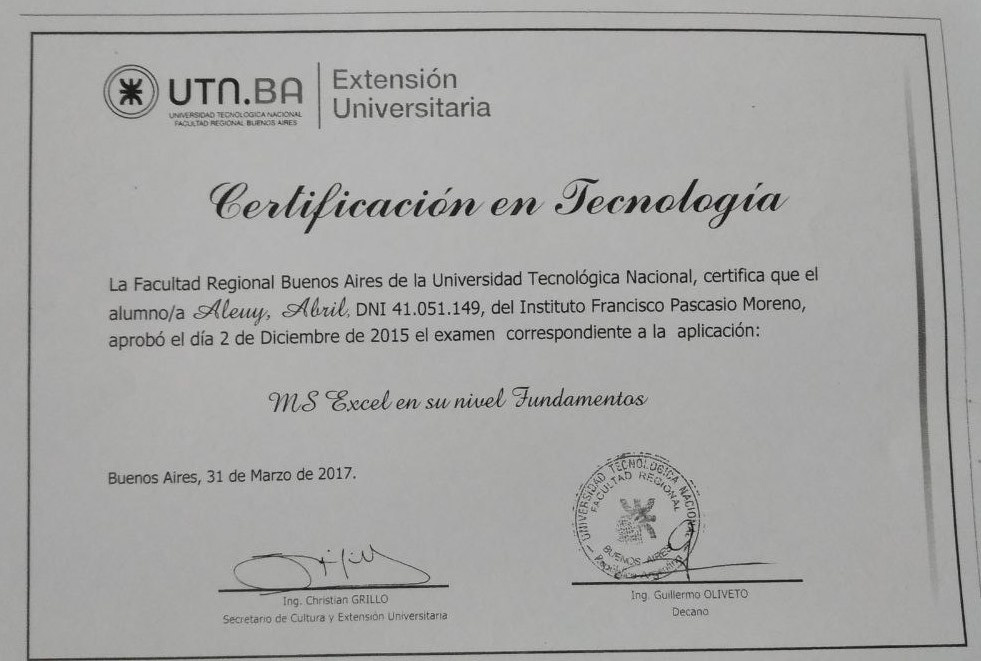 UTN.BA
UNIVERSIDAD TECNOLOGICA NACIONAL
FACULTAD REGIONAL BUENOS AIRES
Extensión
Universitaria
Certificación en Tecnología
La Facultad Regional Buenos Aires de la Universidad Tecnológica Nacional, certifica que el
alumno/a Aleuy, Abril, DNI 41.051.149, del Instituto Francisco Pascasio Moreno,
aprobó el día 2 de Diciembre de 2015 el examen correspondiente a la aplicación:
MS Excel en su nivel Fundamentos
Buenos Aires, 31 de Marzo de 2017.
UNIVERSIDAD TECNOLOGICA NACIONAL
FACULTAD REGIONAL
BUENOS AIRES
República Argentina
Ing. Christian GRILLO
Secretario de Cultura y Extensión Universitaria
Ing. Guillermo OLIVETO
Decano